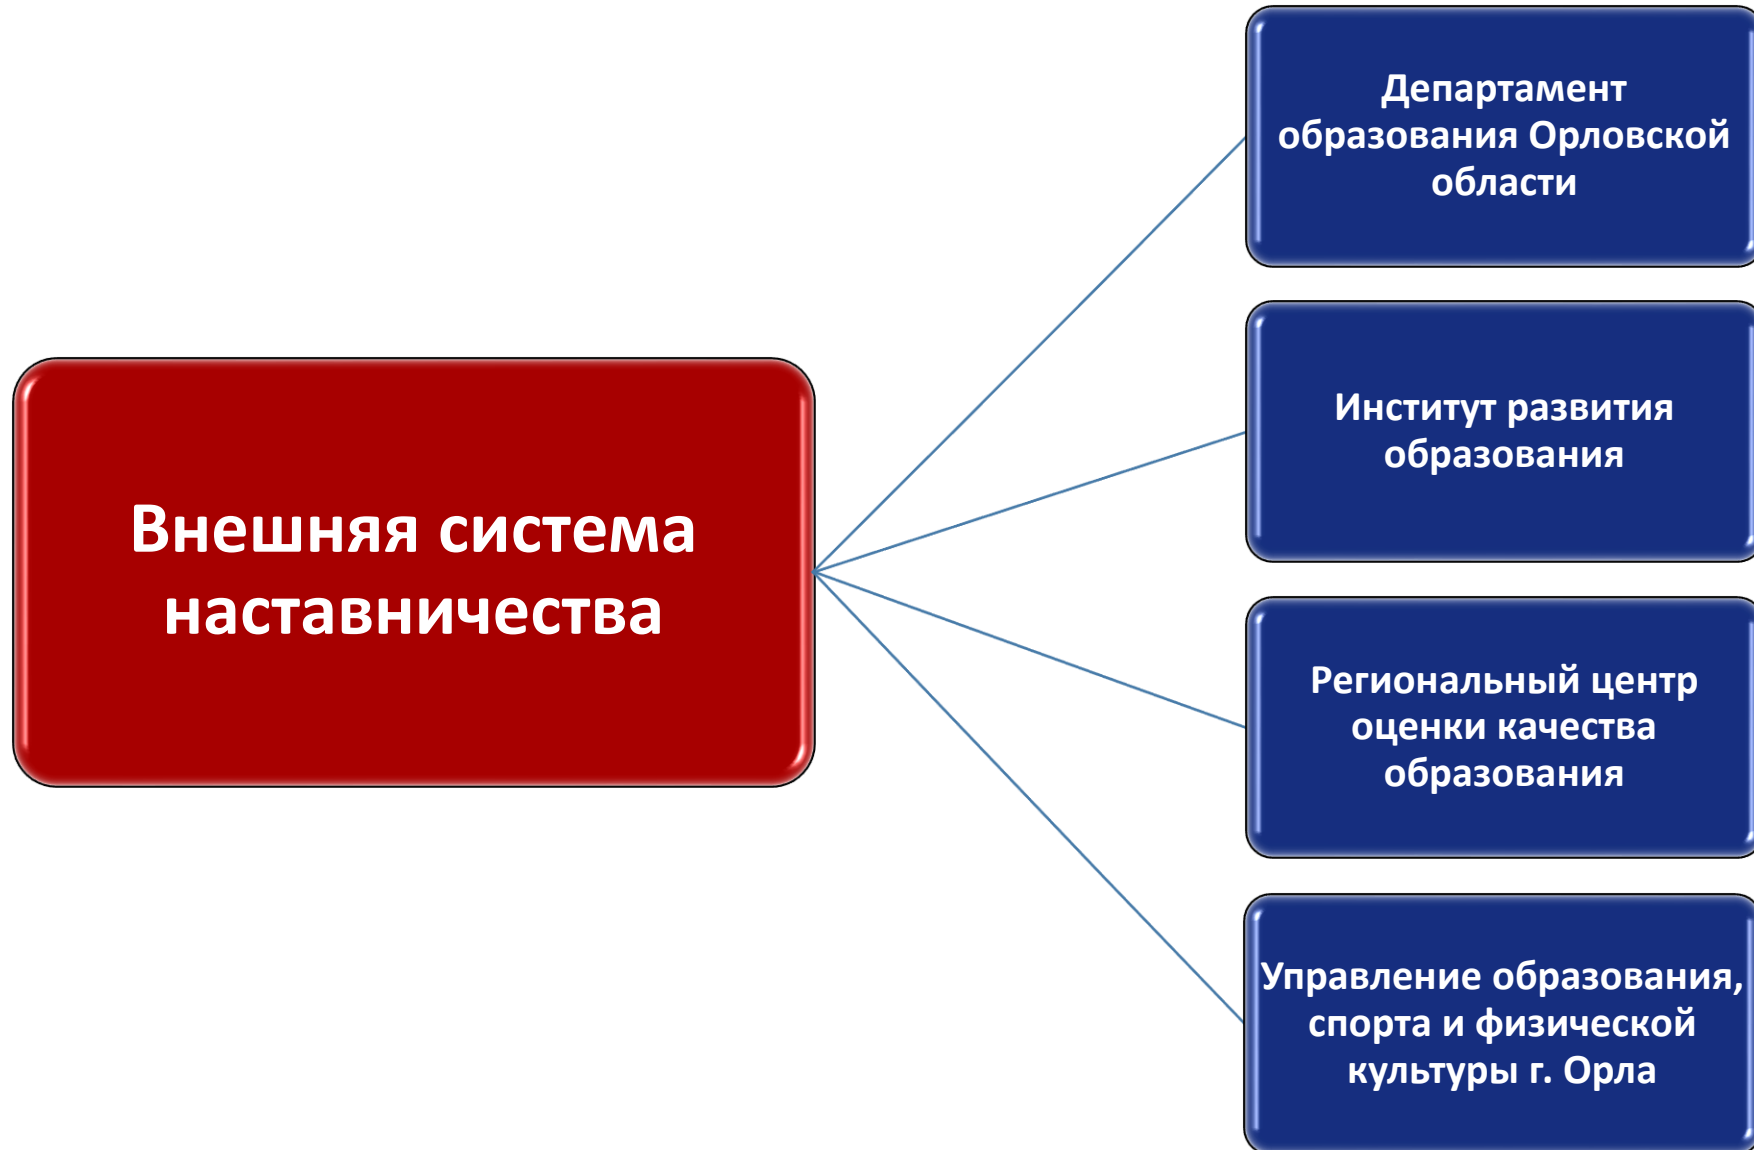 Внешняя система
наставничества
Департамент
образования Орловской
области
Институт развития
образования
Региональный центр
оценки качества
образования
Управление образования,
спорта и физической
культуры г. Орла